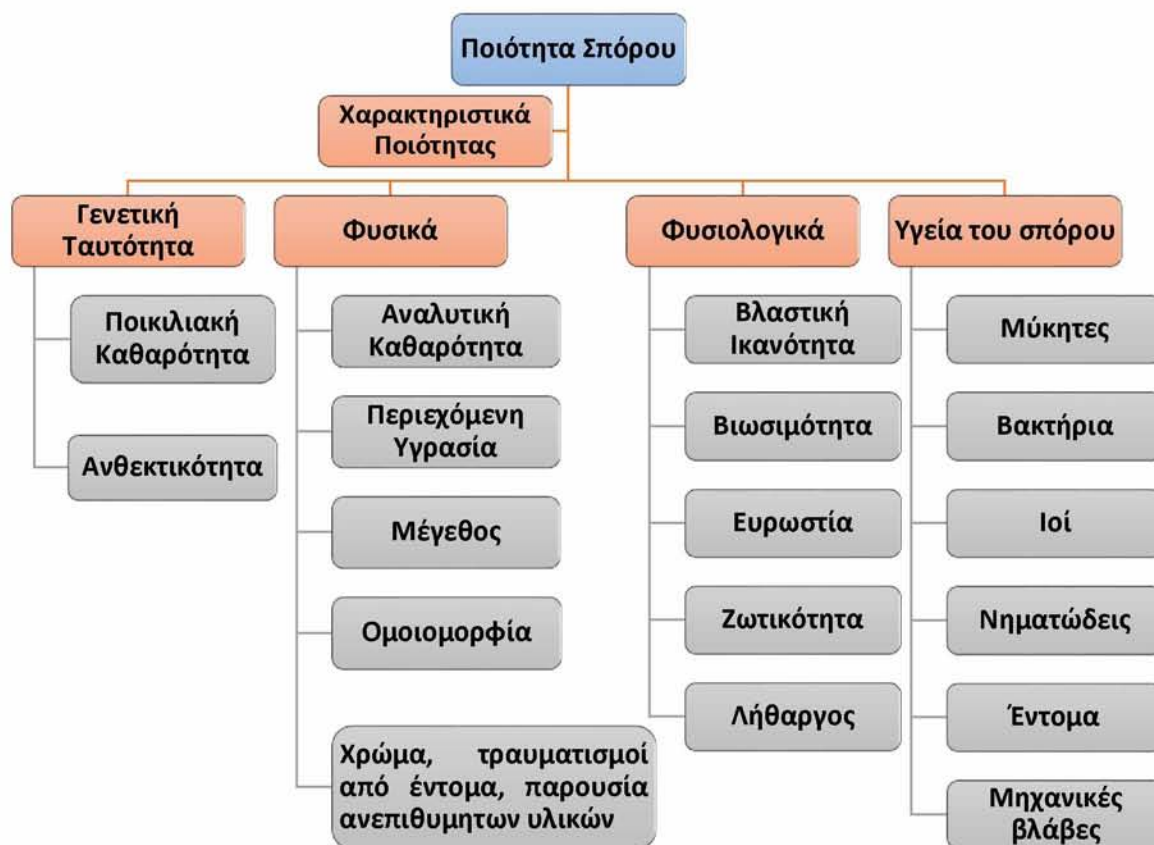 Ποιότητα Σπόρου
Χαρακτηριστικά
Ποιότητας
Γενετική
Ταυτότητα
Ποικιλιακή
Καθαρότητα
Ανθεκτικότητα
Φυσικά
Αναλυτική
Καθαρότητα
Περιεχόμενη
Υγρασία
Μέγεθος
Ομοιομορφία
Χρώμα, τραυματισμοί
από έντομα, παρουσία
ανεπιθυμητων υλικών
Φυσιολογικά
Βλαστική
Ικανότητα
Βιωσιμότητα
Ευρωστία
Ζωτικότητα
Λήθαργος
Υγεία του σπόρου
Μύκητες
Βακτήρια
Ιοί
Νηματώδεις
Έντομα
Μηχανικές
βλάβες